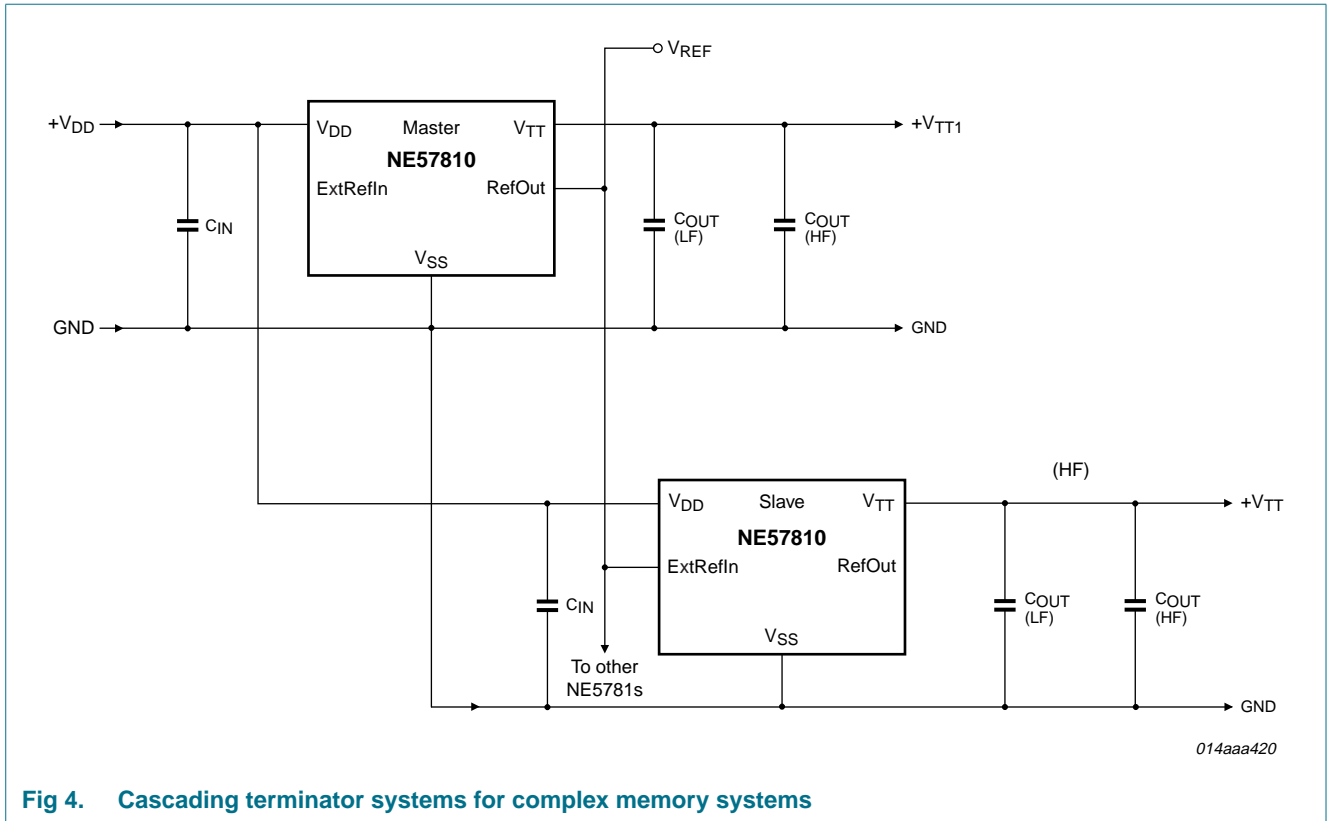 VREF
+VDD
VDD Master VTT
NE57810
ExtRefIn RefOut
VSS
CIN
COUT
(LF)
COUT
(HF)
+VTT1
GND
GND
(HF)
VDD Slave VTT
NE57810
ExtRefIn RefOut
VSS
CIN
COUT
(LF)
COUT
(HF)
+VTT
To other
NE5781s
GND
014aaa420
Fig 4. Cascading terminator systems for complex memory systems